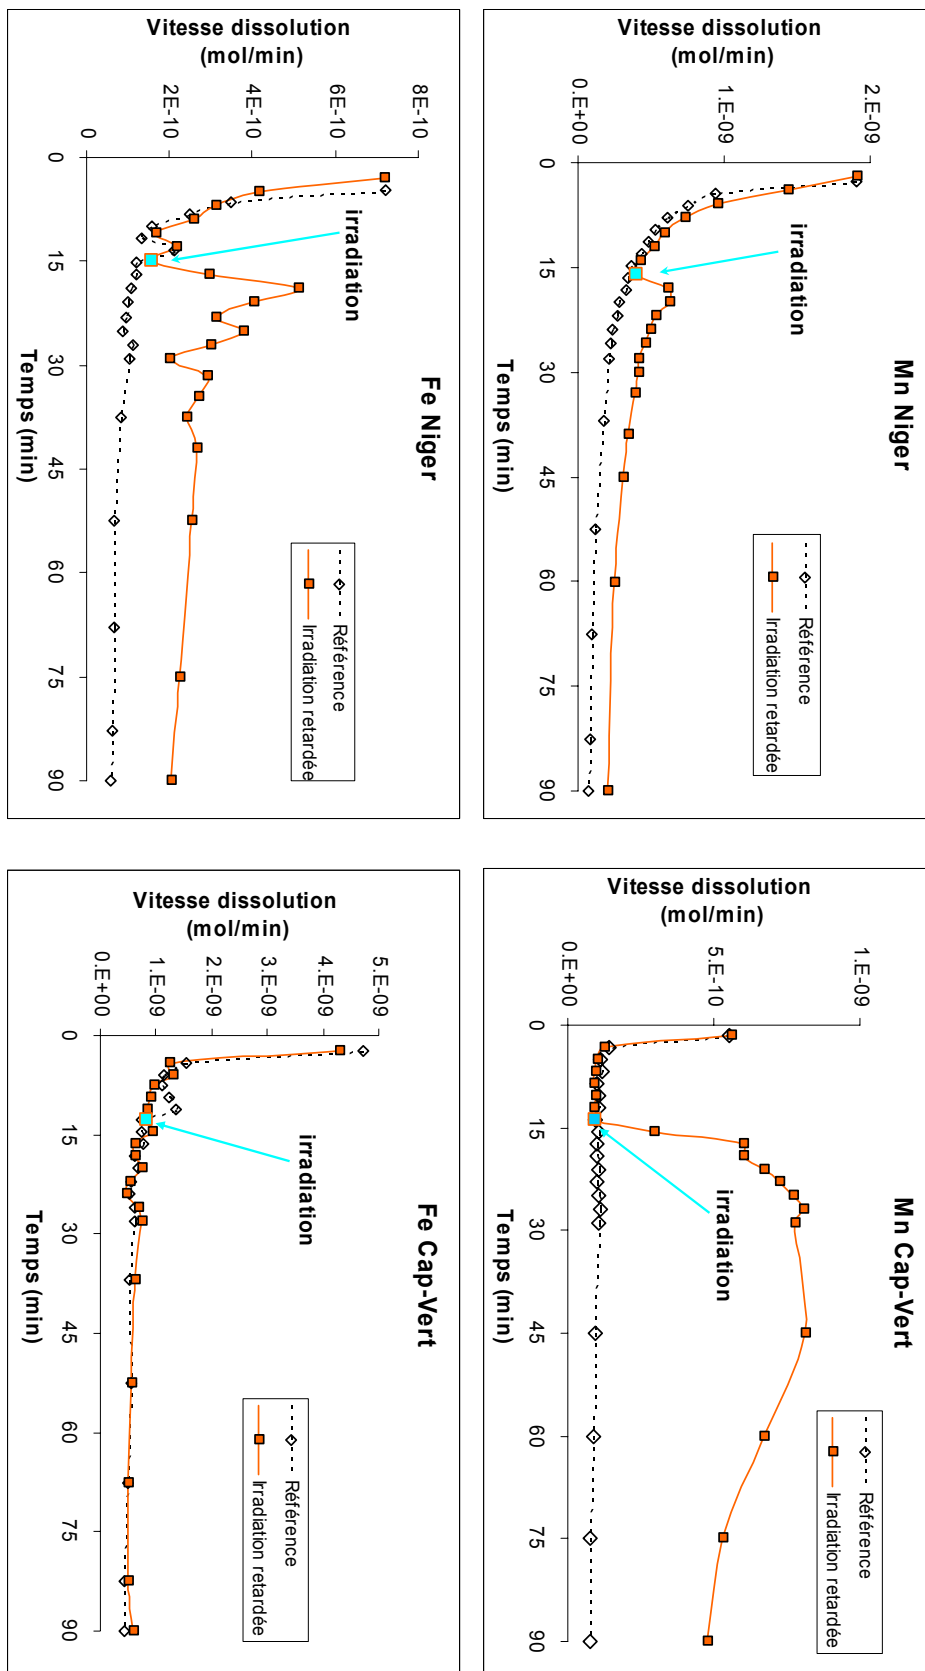 Mn Niger
Vitesse dissolution
(mol/min)
2.E-09
1.E-09
0.E+00
irradiation
Référence
Irradiation retardée
0 15 30 45 60 75 90
Temps (min)
Mn Cap-Vert
Vitesse dissolution
(mol/min)
1.E-09
5.E-10
0.E+00
irradiation
Référence
Irradiation retardée
0 15 30 45 60 75 90
Temps (min)
Fe Niger
Vitesse dissolution
(mol/min)
8E-10
6E-10
4E-10
2E-10
0
irradiation
Référence
Irradiation retardée
0 15 30 45 60 75 90
Temps (min)
Fe Cap-Vert
Vitesse dissolution
(mol/min)
5.E-09
4.E-09
3.E-09
2.E-09
1.E-09
0.E+00
irradiation
Référence
Irradiation retardée
0 15 30 45 60 75 90
Temps (min)